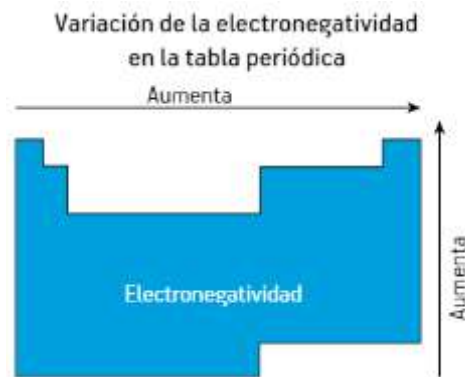 Variación de la electronegatividad
en la tabla periódica
Aumenta
Electronegatividad
Aumenta